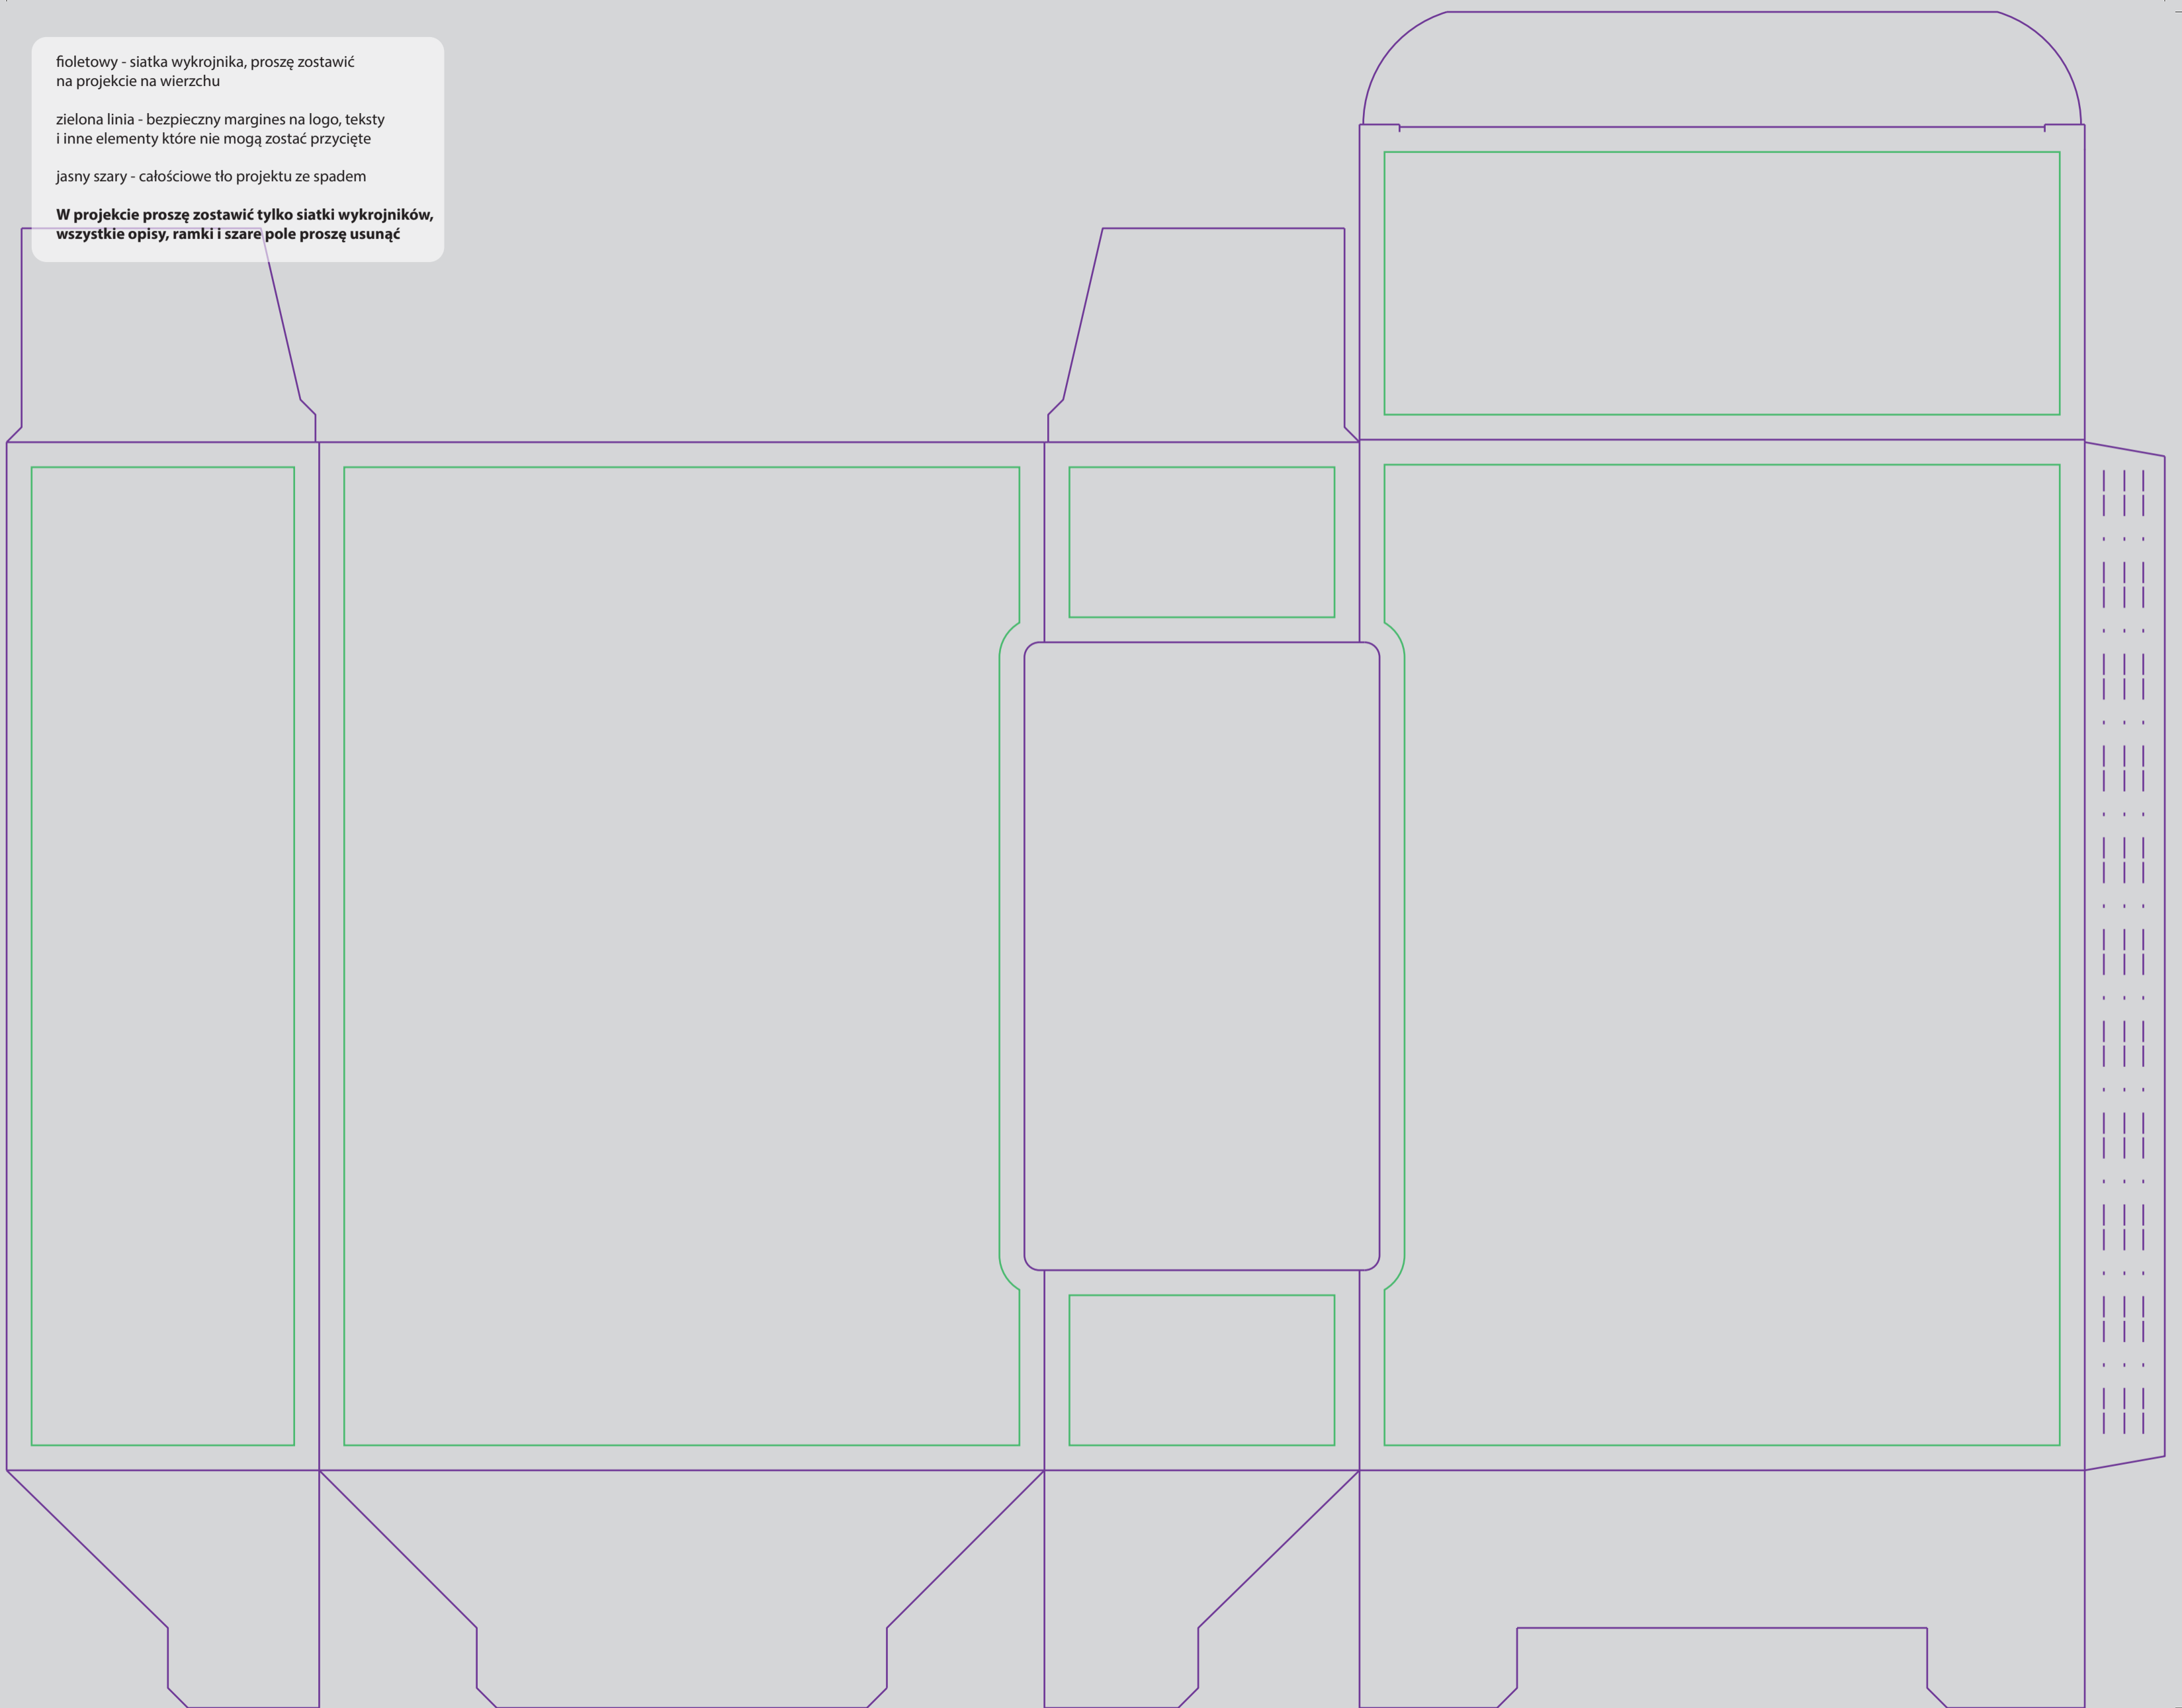 fioletowy - siatka wykrojnika, proszę zostawić
na projekcie na wierzchu
zielona linia - bezpieczny margines na logo, teksty
i inne elementy które nie mogą zostać przycięte
jasny szary - całościowe tło projektu ze spadem
W projekcie proszę zostawić tylko siatki wykrojników,
wszystkie opisy, ramki i szare pole proszę usunąć